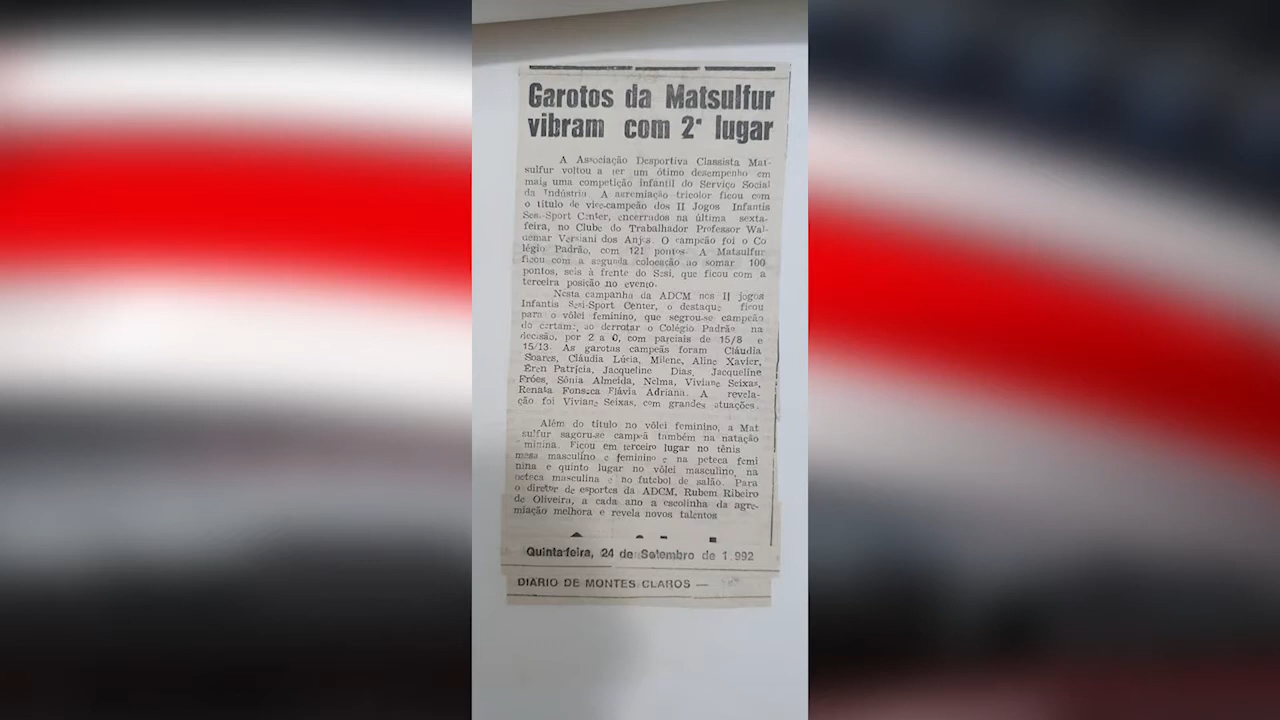 Garotos da Matsulfur
vibram com 2º lugar
A Associação Desportiva Classista Mat-
sulfur voltou a ter um ótimo desempenho em
mais uma competição infantil do Serviço Social
da Indústria A agremiação tricolor ficou com
o título de vice-campeão dos II Jogos Infantis
Sesi-Sport Center, encerrados na última sexta-
feira, no Clube do Trabalhador Professor Wal-
demar Versiani dos Anjos. O campeão foi o Co
légio Padrão, com 121 pontos. A Matsulfur
ficou com a segunda colocação ao somar 100
pontos, seis à frente do Sesi, que ficou com a
terceira posição no evento.
Nesta campanha da ADCM nos II jogos
Infantis Sesi-Sport Center, o destaque ficou
para o vôlei feminino, que segrou-se campeão
do certame ao derrotar o Colégio Padrão na
decisão, por 2 a 0, com parciais de 15/8 e
15/13. As garotas campeãs foram Cláudia
Soares, Cláudia Lúcia, Milene, Aline Xavier,
Eren Patrícia, Jacqueline Dias, Jacqueline
Fróes, Sônia Almeida, Nelma, Viviane Seixas,
Renata Fonseca Flávia Adriana. A revela-
ção foi Viviane Seixas, com grandes atuações.
Além do título no vôlei feminino, a Mat
sulfur sagoru-se campeã também na natação
minina. Ficou em terceiro lugar no tênis
mesa masculino e feminino e na peteca femi
nina e quinto lugar no vôlei masculino, na
peteca masculina e no futebol de salão. Para
o diretor de esportes da ADCM, Rubem Ribeiro
de Oliveira, a cada ano a escolinha da agre-
miação melhora e revela novos talentos
Quinta-feira, 24 de Setembro de 1.992
DIÁRIO DE MONTES CLAROS —